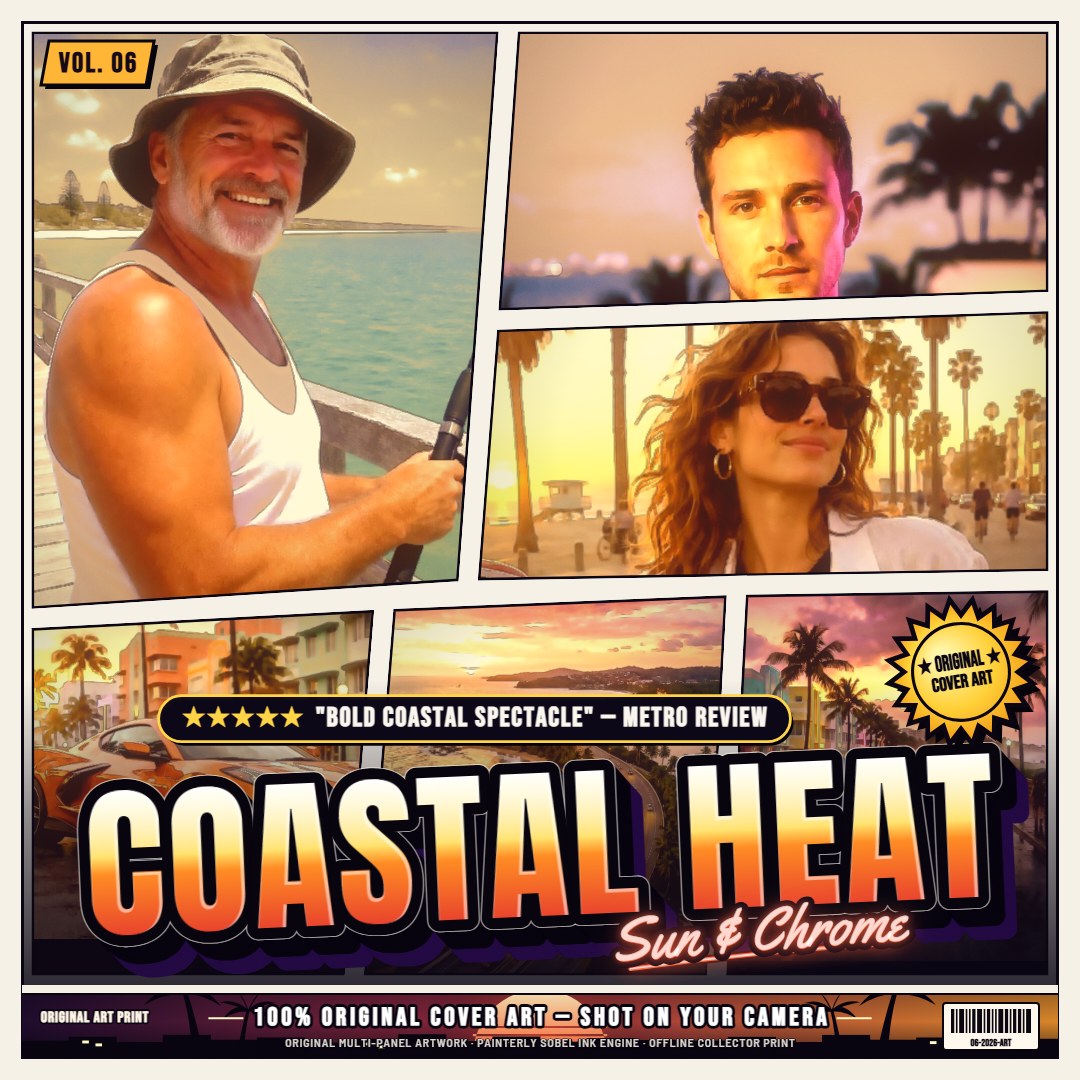 VOL. 06
★ ORIGINAL ★
COVER ART
★★★★★ "BOLD COASTAL SPECTACLE" — METRO REVIEW
COASTAL HEAT
Sun & Chrome
ORIGINAL ART PRINT
100% ORIGINAL COVER ART — SHOT ON YOUR CAMERA
ORIGINAL MULTI-PANEL ARTWORK · PAINTERLY SOBEL INK ENGINE · OFFLINE COLLECTOR PRINT
06-2026-ART